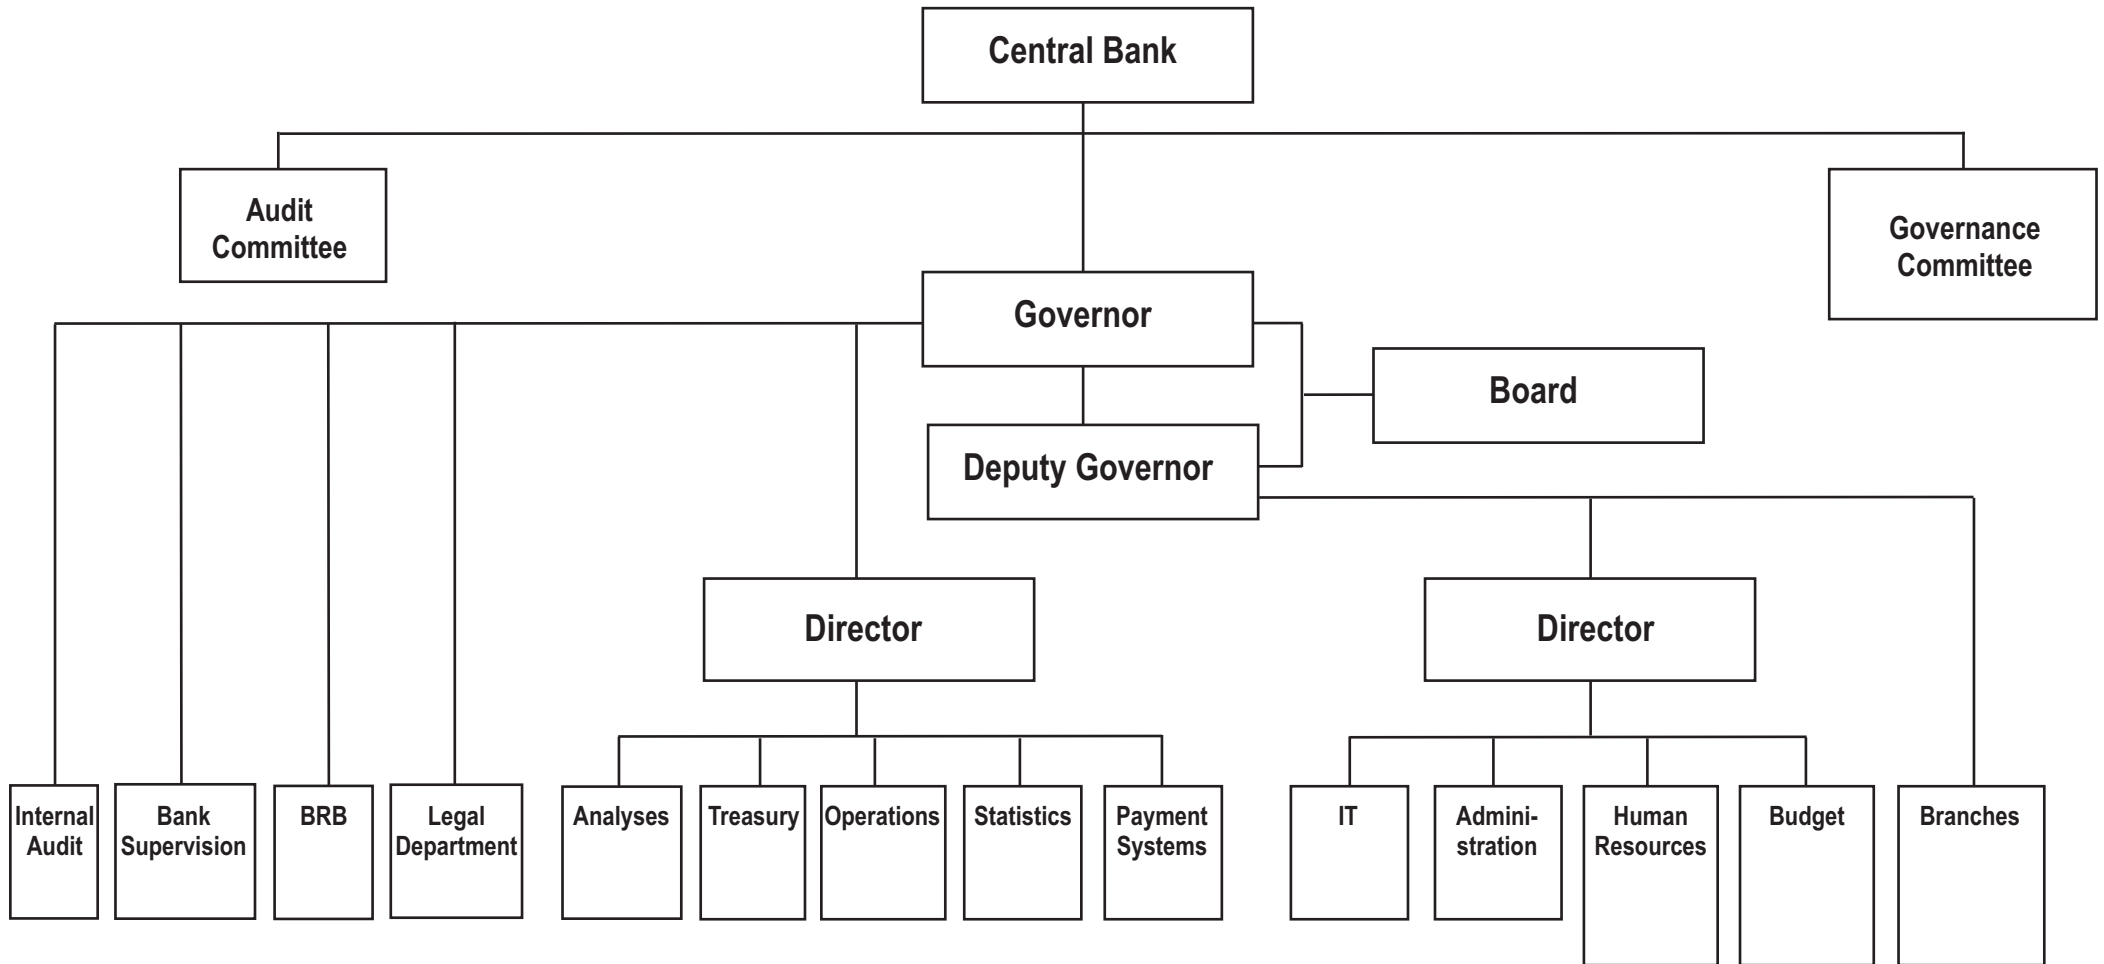 Central Bank
Audit
Committee
Governance
Committee
Governor
Board
Deputy Governor
Director
Director
Internal
Audit
Bank
Supervision
BRB
Legal
Department
Analyses
Treasury
Operations
Statistics
Payment
Systems
IT
Admini-
stration
Human
Resources
Budget
Branches